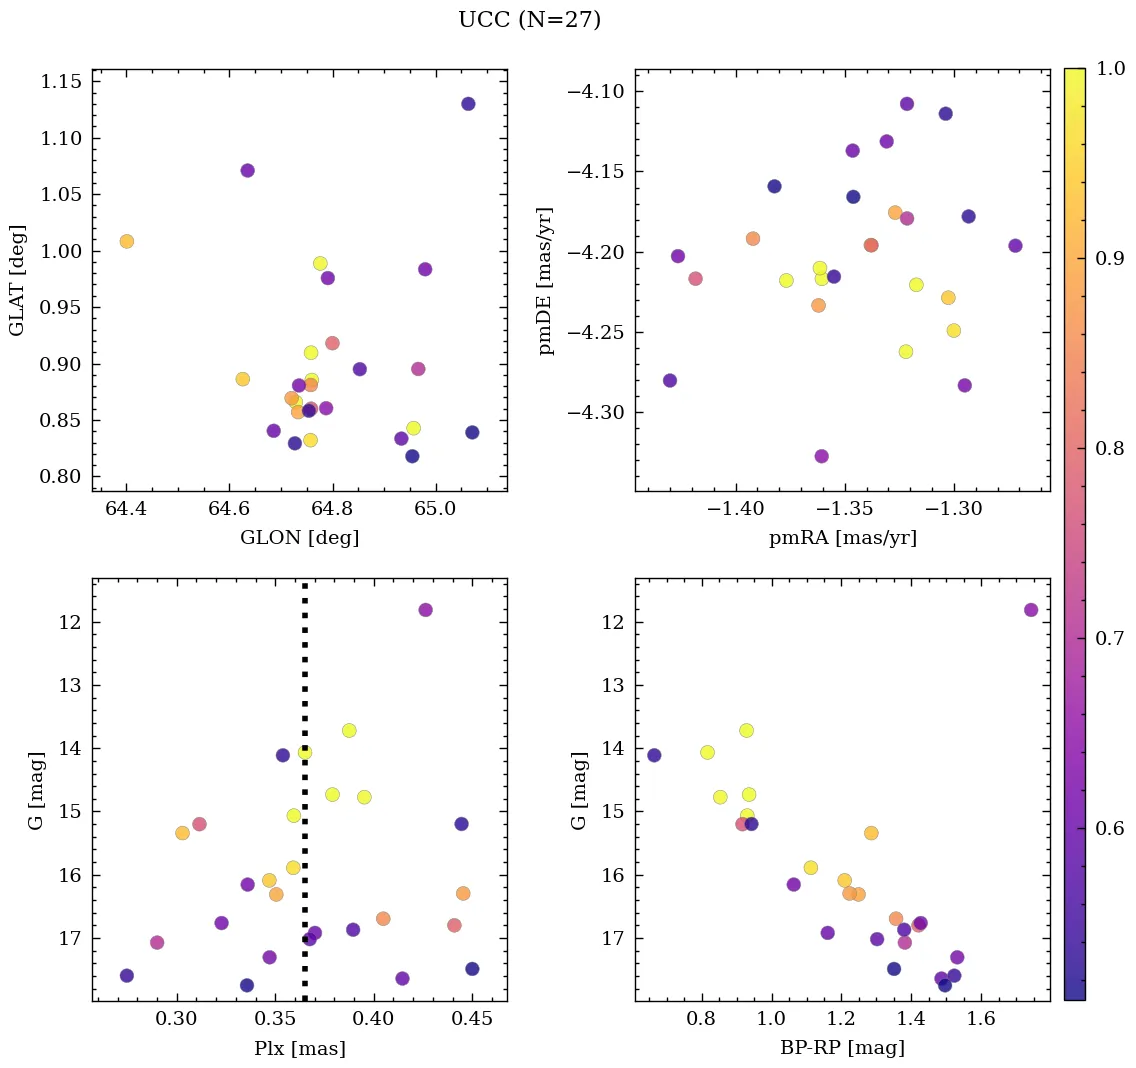 UCC (N=27)
1.15
1.10
1.05
1.00
0.95
0.90
0.85
0.80
GLAT [deg]
64.4 64.6 64.8 65.0
GLON [deg]
−4.10
−4.15
−4.20
−4.25
−4.30
pmDE [mas/yr]
−1.40 −1.35 −1.30
pmRA [mas/yr]
12
13
14
15
16
17
G [mag]
0.30 0.35 0.40 0.45
Plx [mas]
12
13
14
15
16
17
G [mag]
0.8 1.0 1.2 1.4 1.6
BP-RP [mag]
1.0
0.9
0.8
0.7
0.6